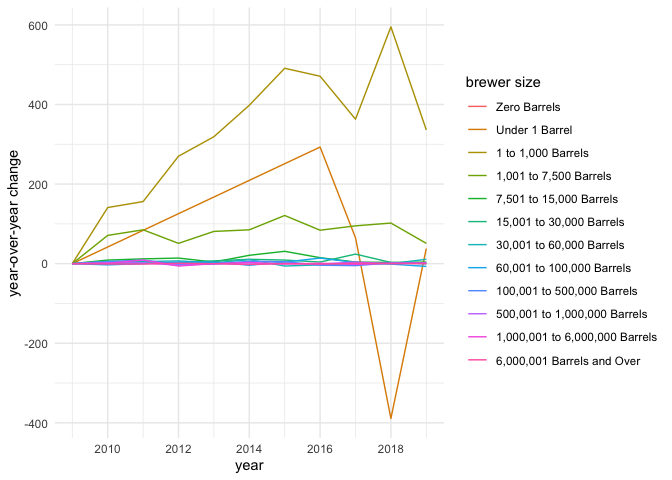 600
400
200
0
-200
-400
year-over-year change
2010
2012
2014
2016
2018
year
brewer size
Zero Barrels
Under 1 Barrel
1 to 1,000 Barrels
1,001 to 7,500 Barrels
7,501 to 15,000 Barrels
15,001 to 30,000 Barrels
30,001 to 60,000 Barrels
60,001 to 100,000 Barrels
100,001 to 500,000 Barrels
500,001 to 1,000,000 Barrels
1,000,001 to 6,000,000 Barrels
6,000,001 Barrels and Over